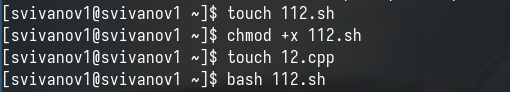 [svivanov1@svivanov1 ~]$ touch 112.sh
[svivanov1@svivanov1 ~]$ chmod +x 112.sh
[svivanov1@svivanov1 ~]$ touch 12.cpp
[svivanov1@svivanov1 ~]$ bash 112.sh